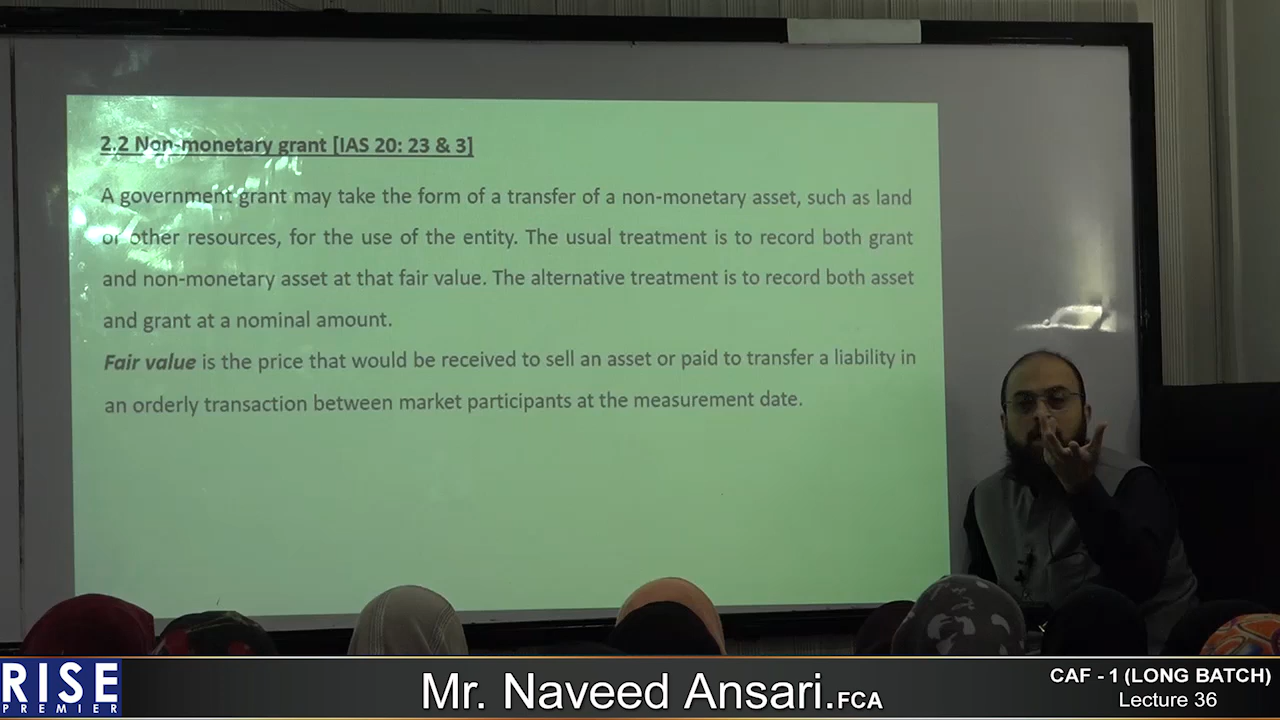 2.2 Non-monetary grant [IAS 20: 23 & 3]
A government grant may take the form of a transfer of a non-monetary asset, such as land
or other resources, for the use of the entity. The usual treatment is to record both grant
and non-monetary asset at that fair value. The alternative treatment is to record both asset
and grant at a nominal amount.
Fair value is the price that would be received to sell an asset or paid to transfer a liability in
an orderly transaction between market participants at the measurement date.
RISE
PREMIER
Mr. Naveed Ansari.FCA
CAF - 1 (LONG BATCH)
Lecture 36